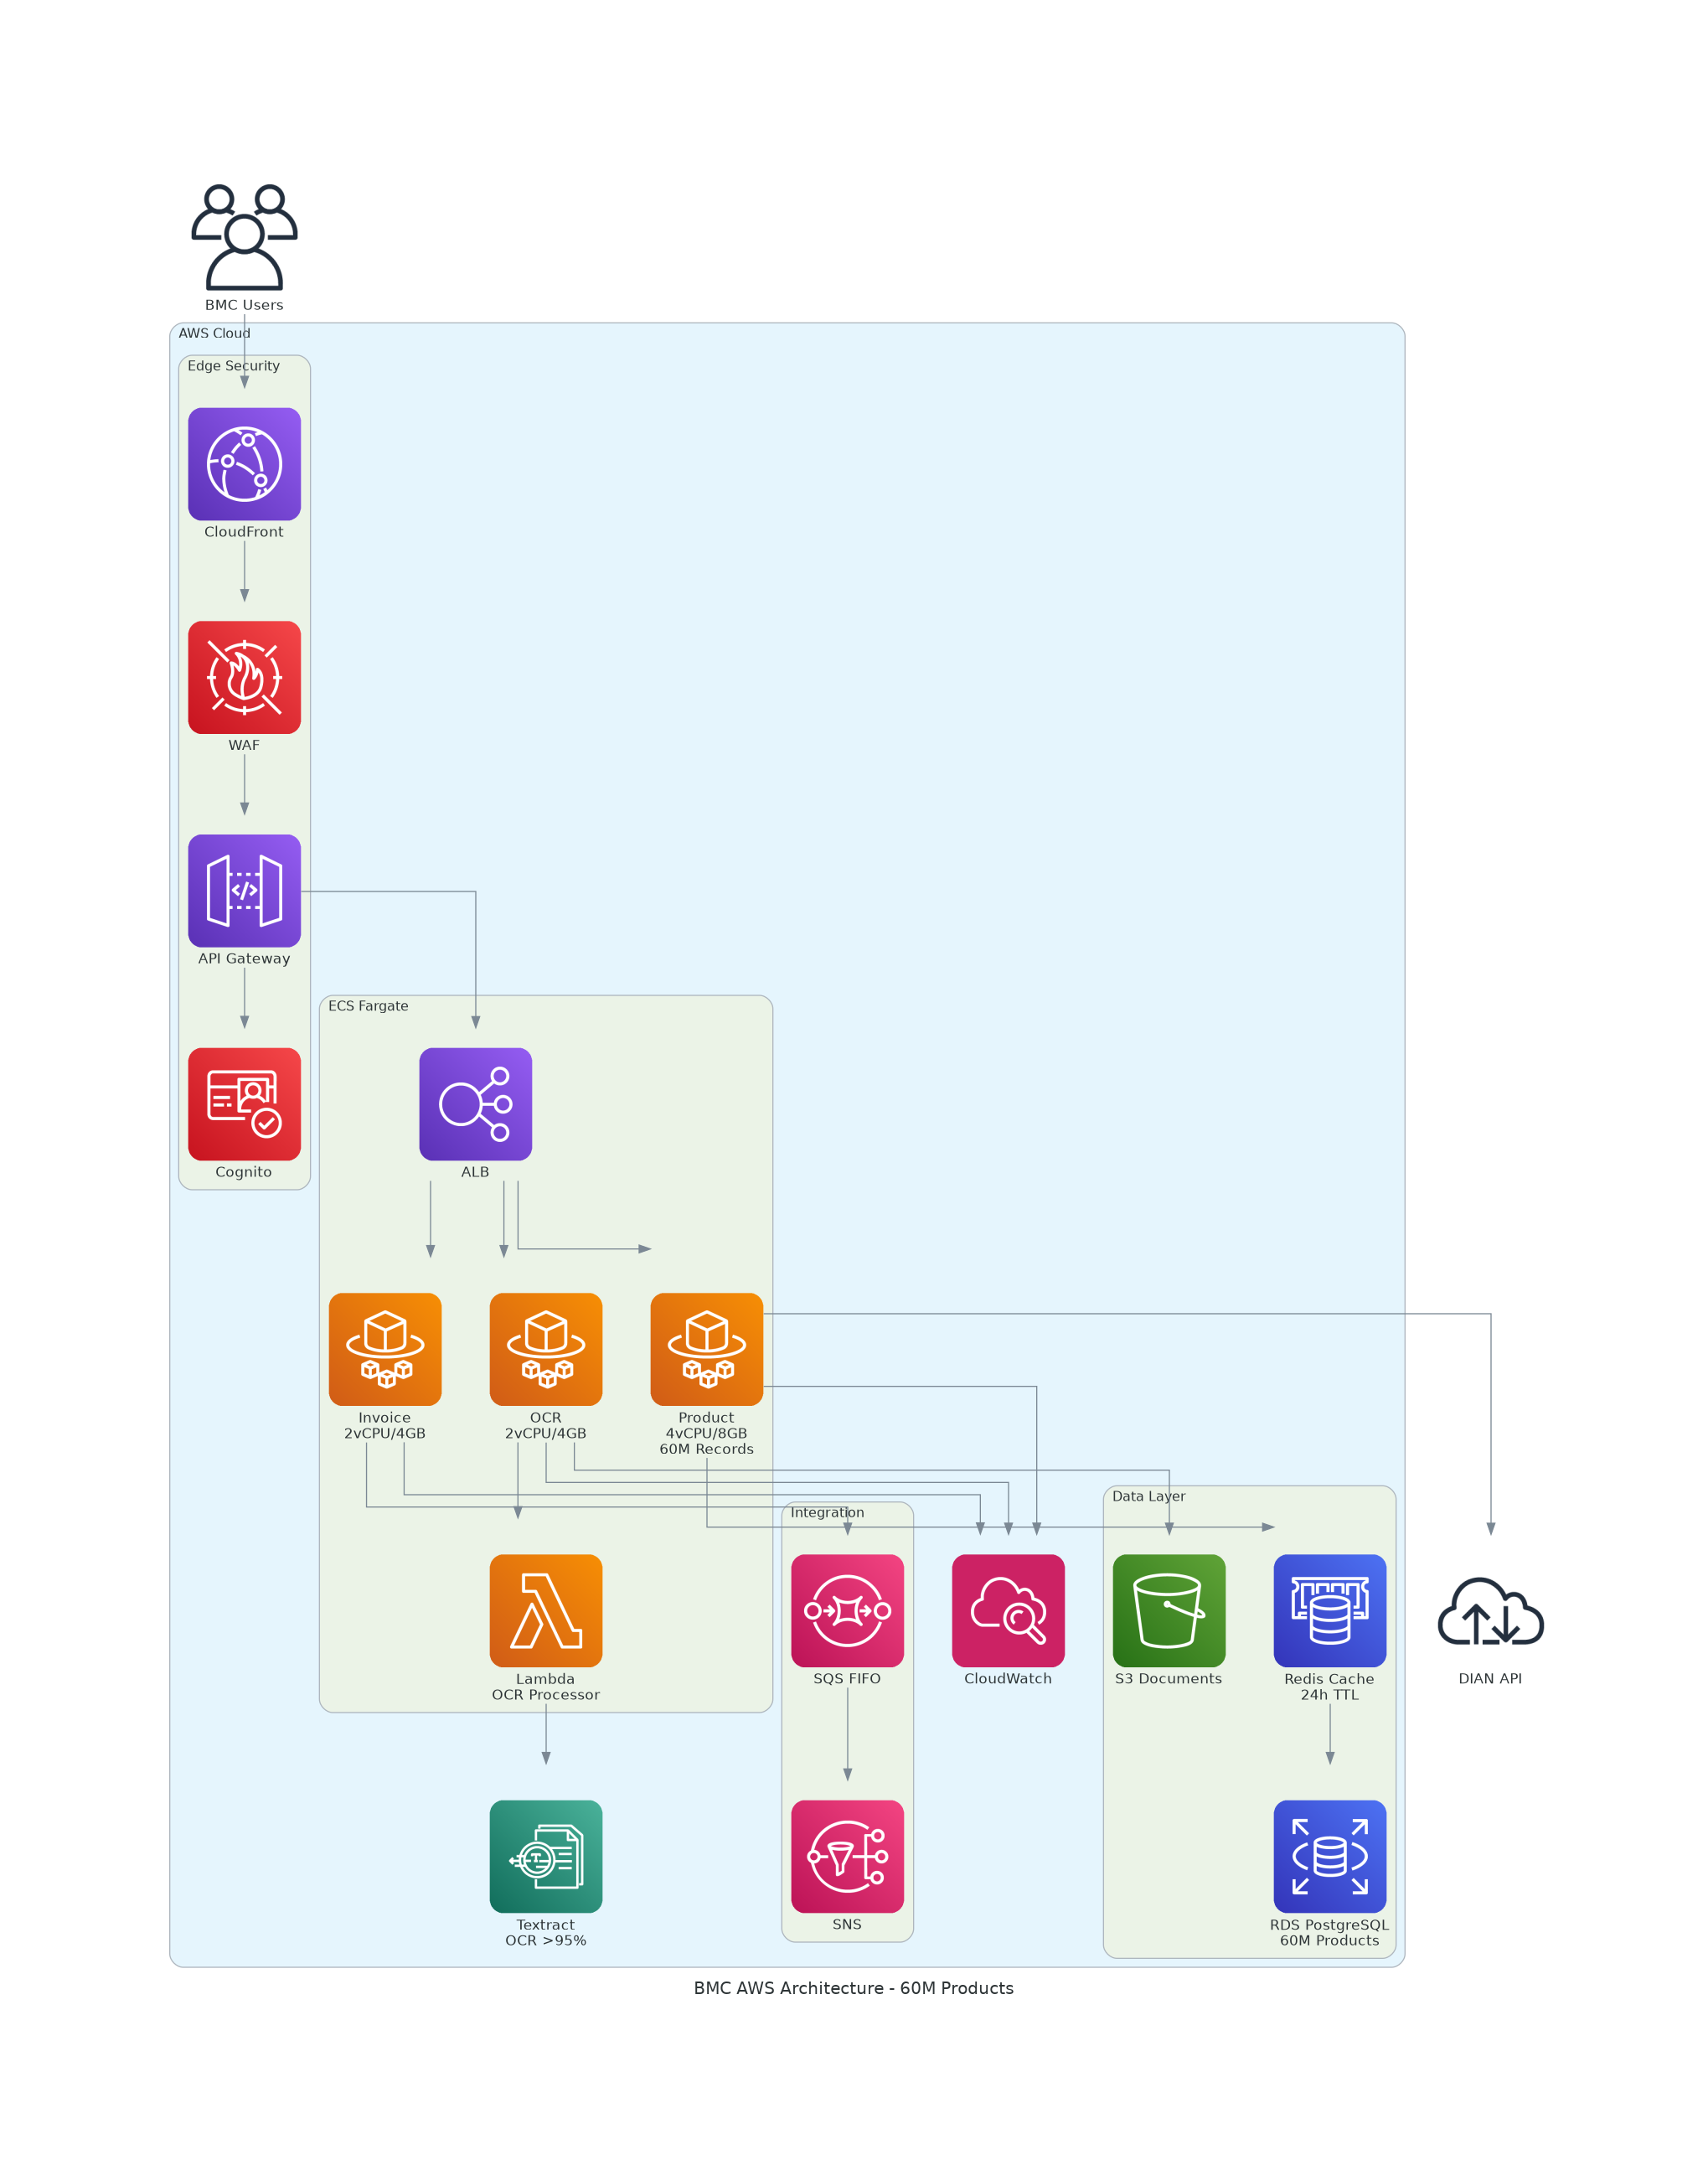 BMC Users
AWS Cloud
Edge Security
CloudFront
WAF
API Gateway
ECS Fargate
ALB
Cognito
Invoice
2vCPU/4GB
OCR
2vCPU/4GB
Product
4vCPU/8GB
60M Records
Integration
Data Layer
Lambda
OCR Processor
SQS FIFO
CloudWatch
S3 Documents
Redis Cache
24h TTL
DIAN API
Textract
OCR >95%
SNS
RDS PostgreSQL
60M Products
BMC AWS Architecture - 60M Products